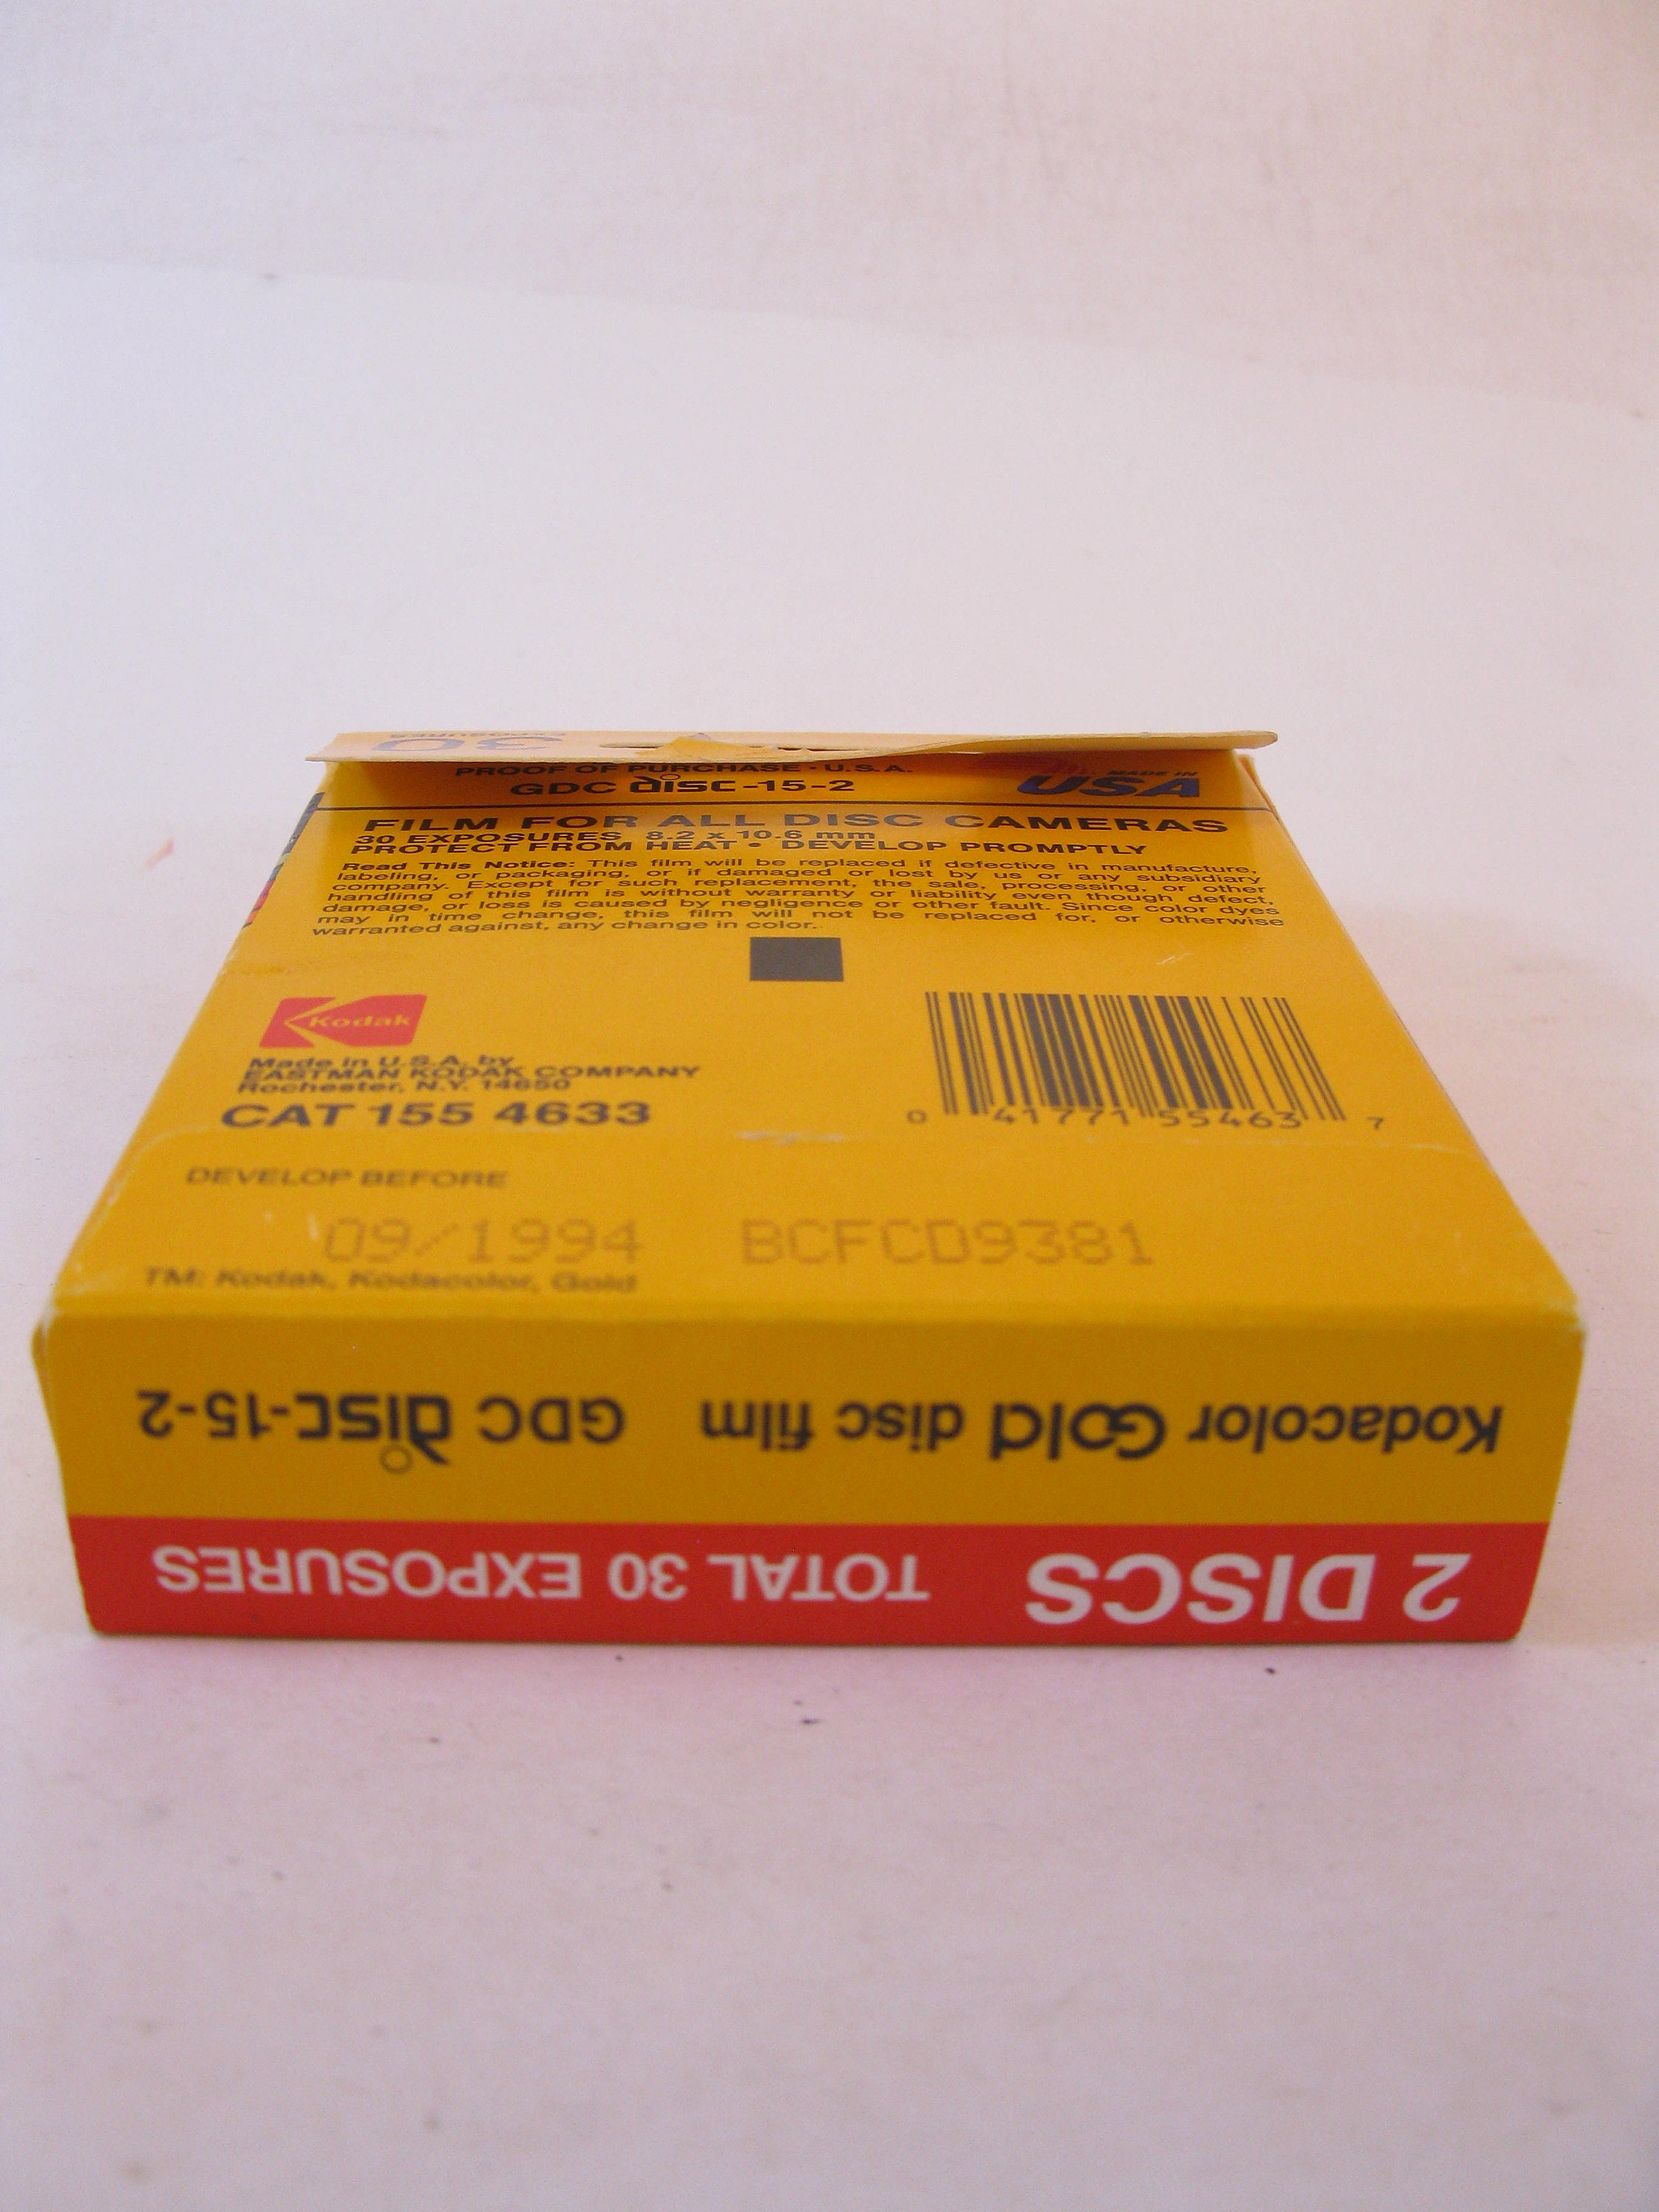 30
EXPOSURES
PROOF OF PURCHASE · U.S.A.
GDC disc-15-2
MADE IN
USA
FILM FOR ALL DISC CAMERAS
30 EXPOSURES, 8.2 x 10.6 mm
PROTECT FROM HEAT • DEVELOP PROMPTLY
Read This Notice: This film will be replaced if defective in manufacture,
labeling, or packaging, or if damaged or lost by us or any subsidiary
company. Except for such replacement, the sale, processing, or other
handling of this film is without warranty or liability even though defect,
damage, or loss is caused by negligence or other fault. Since color dyes
may in time change, this film will not be replaced for, or otherwise
warranted against, any change in color.
Kodak
Made in U.S.A. by
EASTMAN KODAK COMPANY
Rochester, N.Y. 14650
CAT 155 4633
0 41771 55463 7
DEVELOP BEFORE
09/1994 BCFCD9381
TM: Kodak, Kodacolor, Gold
Kodacolor Gold disc film GDC disc-15-2
2 DISCS TOTAL 30 EXPOSURES